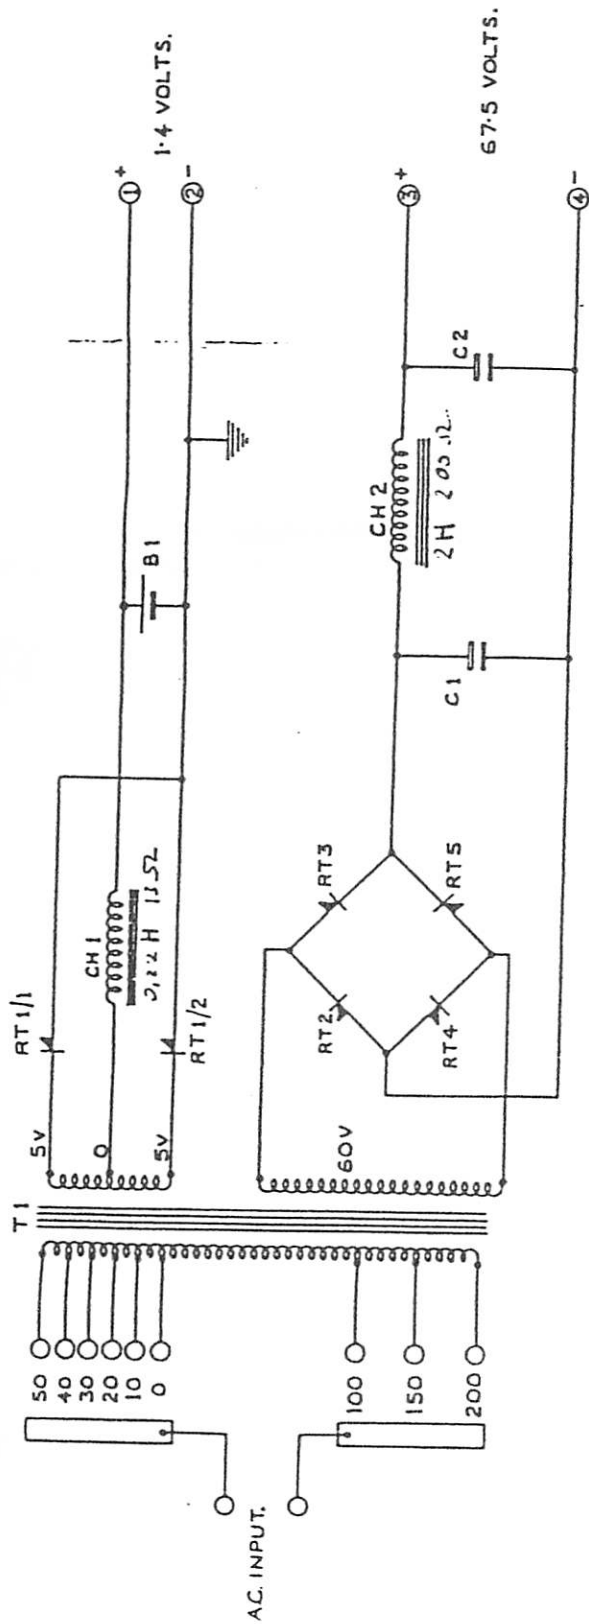 T1
50
40
30
20
10
0
100
150
200
A.C. INPUT.
5V
0
5V
60V
RT1/1
RT1/2
CH1
B1
1·4 VOLTS.
1 +
2 -
RT2
RT3
RT4
RT5
CH2
2H
C1
C2
67·5 VOLTS.
3 +
4 -